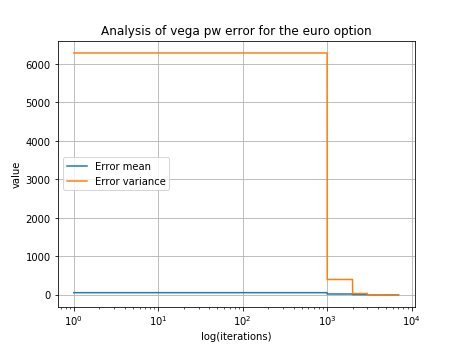 Analysis of vega pw error for the euro option
6000
5000
4000
3000
2000
1000
0
value
Error mean
Error variance
10⁰
10¹
10²
10³
10⁴
log(iterations)